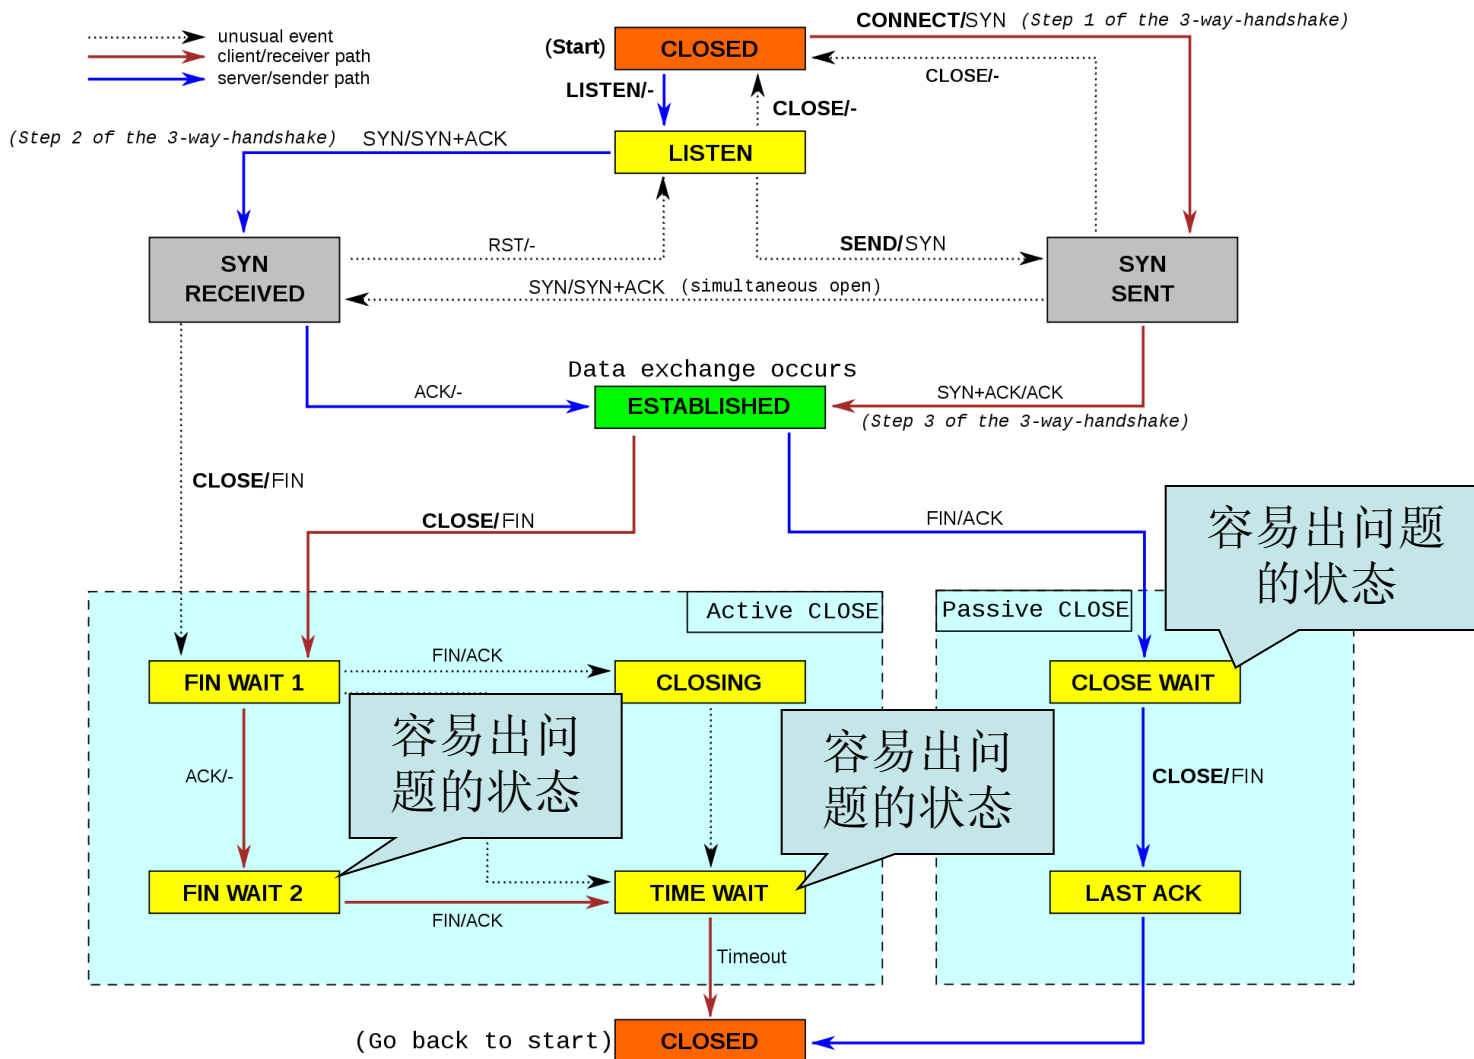 unusual event
client/receiver path
server/sender path
(Start)
CLOSED
CONNECT/SYN (Step 1 of the 3-way-handshake)
CLOSE/-
LISTEN/-
CLOSE/-
(Step 2 of the 3-way-handshake) SYN/SYN+ACK
LISTEN
SYN
RECEIVED
RST/-
SEND/SYN
SYN
SENT
SYN/SYN+ACK (simultaneous open)
Data exchange occurs
ACK/-
ESTABLISHED
SYN+ACK/ACK
(Step 3 of the 3-way-handshake)
CLOSE/FIN
CLOSE/FIN
FIN/ACK
容易出问题
的状态
Active CLOSE
Passive CLOSE
FIN WAIT 1
FIN/ACK
CLOSING
CLOSE WAIT
容易出问
题的状态
容易出问
题的状态
ACK/-
CLOSE/FIN
FIN WAIT 2
FIN/ACK
TIME WAIT
LAST ACK
Timeout
(Go back to start)
CLOSED